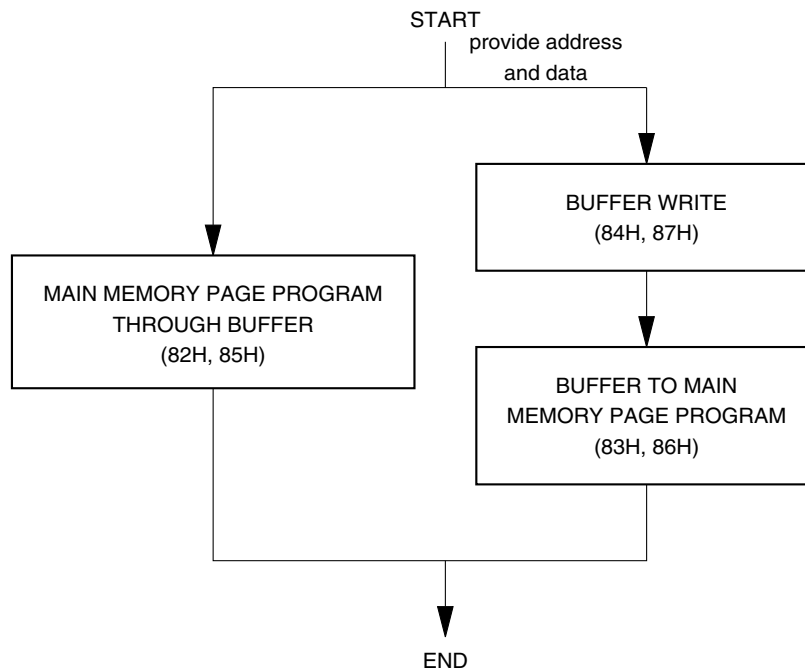 START
provide address
and data
BUFFER WRITE
(84H, 87H)
MAIN MEMORY PAGE PROGRAM
THROUGH BUFFER
(82H, 85H)
BUFFER TO MAIN
MEMORY PAGE PROGRAM
(83H, 86H)
END